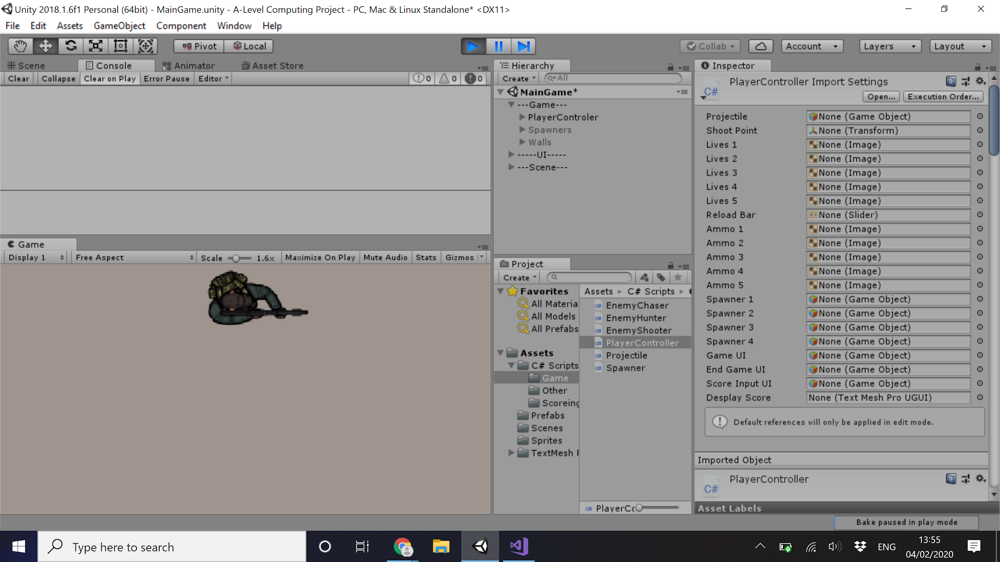 Unity 2018.1.6f1 Personal (64bit) - MainGame.unity - A-Level Computing Project - PC, Mac & Linux Standalone* <DX11>
File Edit Assets GameObject Component Window Help
Pivot Local Collab Account Layers Layout
Scene Console Animator Asset Store
Clear Collapse Clear on Play Error Pause Editor 0 0 0
Hierarchy
Create All
MainGame*
---Game---
PlayerControler
Spawners
Walls
-----UI-----
---Scene---
Game
Display 1 Free Aspect Scale 1.6x Maximize On Play Mute Audio Stats Gizmos
Project
Create
Favorites
All Materia
All Models
All Prefabs
Assets
C# Scripts
Game
Other
Scoreing
Prefabs
Scenes
Sprites
TextMesh P
Assets C# Scripts
EnemyChaser
EnemyHunter
EnemyShooter
PlayerController
Projectile
Spawner
PlayerCo
Inspector
PlayerController Import Settings
C#
Open... Execution Order...
Projectile None (Game Object)
Shoot Point None (Transform)
Lives 1 None (Image)
Lives 2 None (Image)
Lives 3 None (Image)
Lives 4 None (Image)
Lives 5 None (Image)
Reload Bar None (Slider)
Ammo 1 None (Image)
Ammo 2 None (Image)
Ammo 3 None (Image)
Ammo 4 None (Image)
Ammo 5 None (Image)
Spawner 1 None (Game Object)
Spawner 2 None (Game Object)
Spawner 3 None (Game Object)
Spawner 4 None (Game Object)
Game UI None (Game Object)
End Game UI None (Game Object)
Score Input UI None (Game Object)
Desplay Score None (Text Mesh Pro UGUI)
Default references will only be applied in edit mode.
Imported Object
PlayerController
C#
Asset Labels
Bake paused in play mode
Type here to search
ENG
13:55
04/02/2020